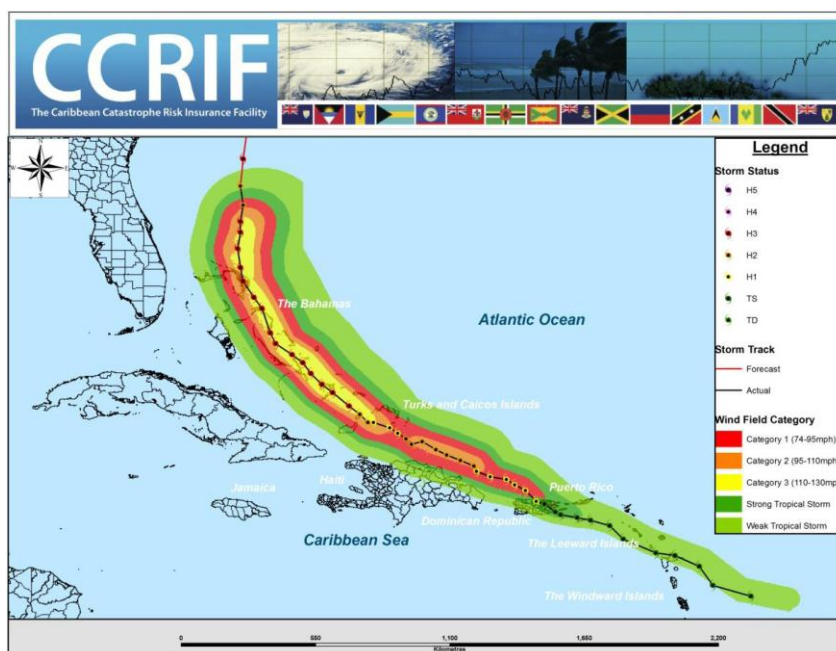 CCRIF
The Caribbean Catastrophe Risk Insurance Facility
N
W
E
S
Legend
Storm Status
H5
H4
H3
H2
H1
TS
TD
Storm Track
Forecast
Actual
Wind Field Category
Category 1 (74-95mph)
Category 2 (95-110mph)
Category 3 (110-130mp
Strong Tropical Storm
Weak Tropical Storm
The Bahamas
Atlantic Ocean
Turks and Caicos Islands
Haiti
Jamaica
Puerto Rico
Dominican Republic
Caribbean Sea
The Leeward Islands
The Windward Islands
0
550
1,100
1,650
2,200
Kilometres